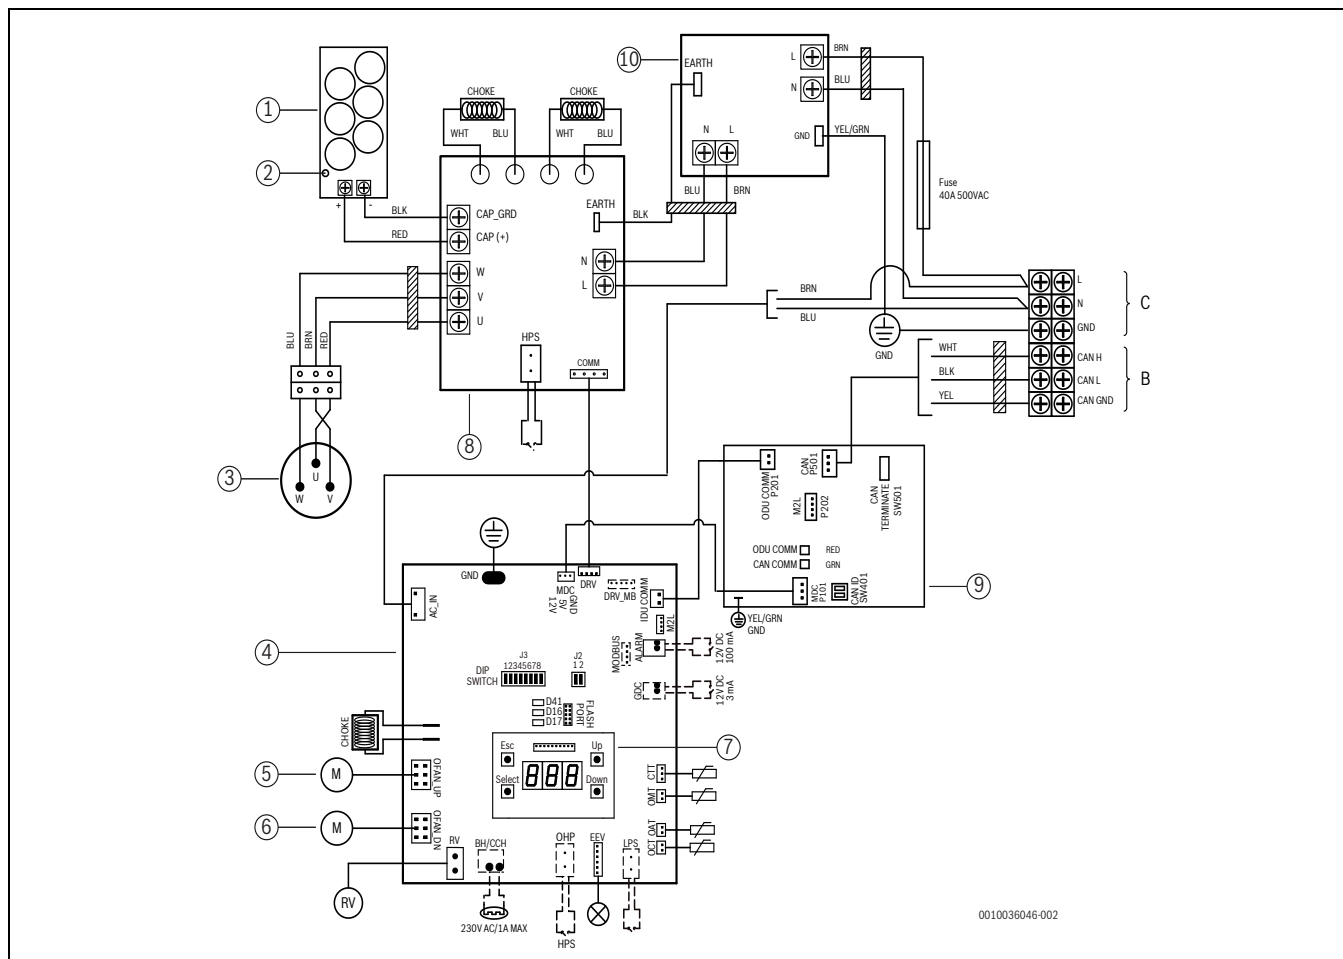 1
2
+
-
BLK
RED
CHOKE
WHT
BLU
CHOKE
WHT
BLU
CAP_GRD
CAP (+)
W
V
U
EARTH
N
L
HPS
COMM
8
BLK
10
EARTH
L
N
N
L
GND
BLU
BRN
BRN
BLU
YEL/GRN
Fuse
40A 500VAC
BRN
BLU
GND
L
N
GND
CAN H
CAN L
CAN GND
C
B
WHT
BLK
YEL
BLU
BRN
RED
3
U
W
V
ODU COMM
P201
CAN
P501
M2L
P202
CAN
TERMINATE
SW501
ODU COMM
RED
CAN COMM
GRN
MDC
P101
CAN ID
SW401
9
YEL/GRN
GND
GND
AC_IN
MDC
GND
5V
12V
DRV
DRV_MB
IDU COMM
M2L
MODBUS
ALARM
12V DC
100 mA
GDC
12V DC
3 mA
4
J3
12345678
DIP
SWITCH
J2
1 2
D41
D16
D17
FLASH
PORT
CHOKE
7
Esc
Up
Select
Down
888
5
M
OFAN_UP
6
M
OFAN_DN
CTT
OMT
OAT
OCT
RV
BH/CCH
OHP
EEV
LPS
RV
230V AC/1A MAX
HPS
0010036046-002